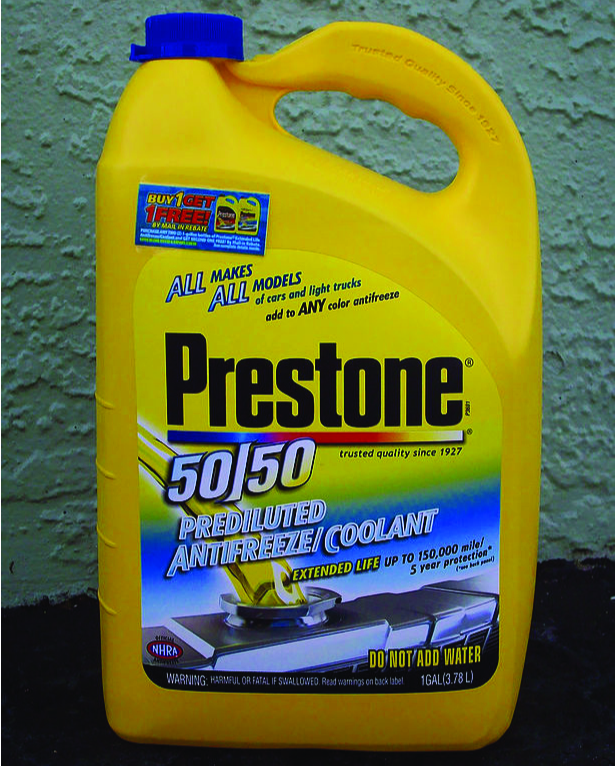 Trusted Quality Since 1927
BUY 1 GET
1 FREE!
BY MAIL IN REBATE
Prestone
ALL MAKES
ALL MODELS
of cars and light trucks
add to ANY color antifreeze
Prestone®
trusted quality since 1927
50/50
PREDILUTED
ANTIFREEZE/COOLANT
EXTENDED LIFE UP TO 150,000 mile/
5 year protection*
(*see back panel)
NHRA
DO NOT ADD WATER
WARNING: HARMFUL OR FATAL IF SWALLOWED. Read warnings on back label. 1GAL(3.78 L)